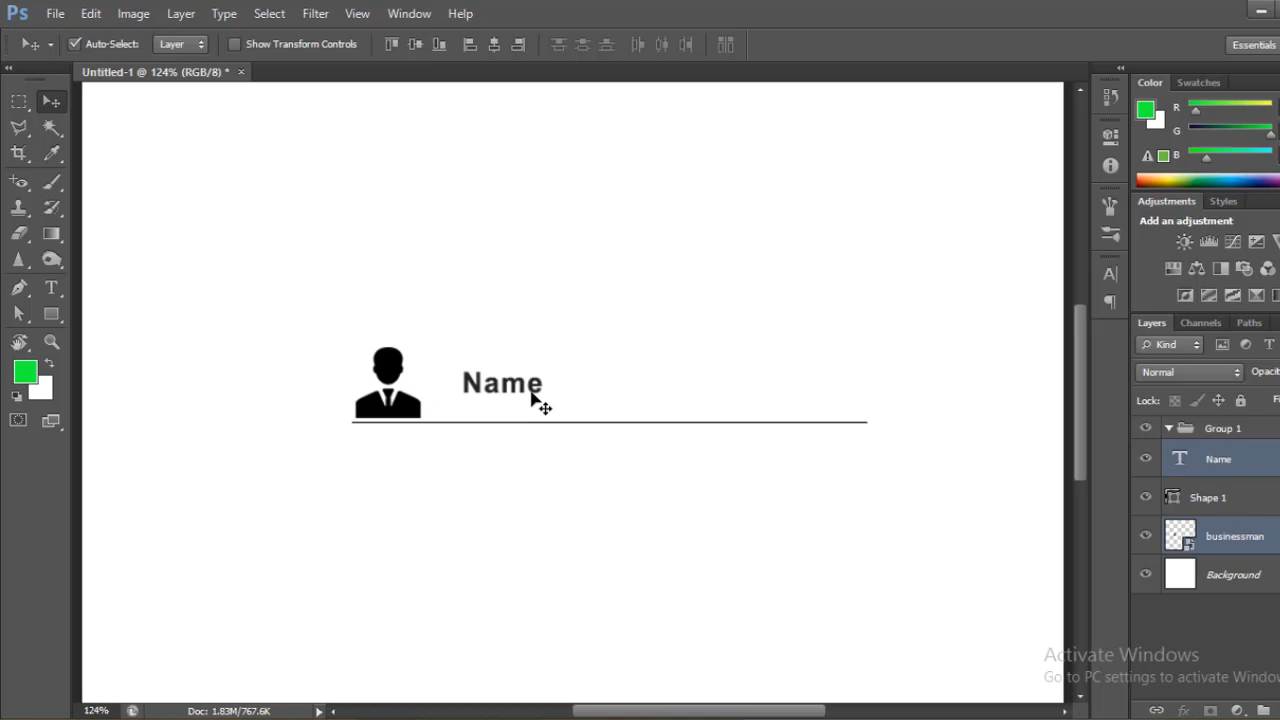 Ps File Edit Image Layer Type Select Filter View Window Help
Auto-Select: Layer Show Transform Controls Essentials
Untitled-1 @ 124% (RGB/8) * ×
Color Swatches
R
G
B
Adjustments Styles
Add an adjustment
Name
Layers Channels Paths
Kind
Normal Opaci
Lock:
Group 1
T Name
Shape 1
businessman
Background
Activate Windows
Go to PC settings to activate Windo
124% Doc: 1.83M/767.6K